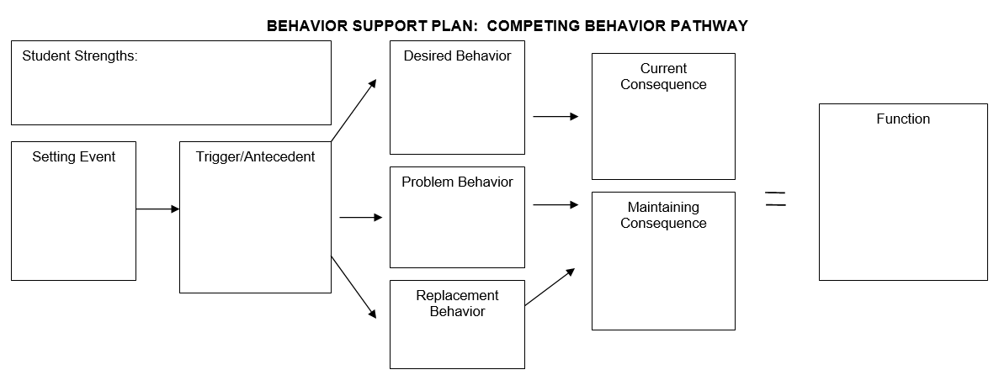 BEHAVIOR SUPPORT PLAN: COMPETING BEHAVIOR PATHWAY
Student Strengths:
Setting Event
Trigger/Antecedent
Desired Behavior
Problem Behavior
Replacement
Behavior
Current
Consequence
Maintaining
Consequence
=
Function